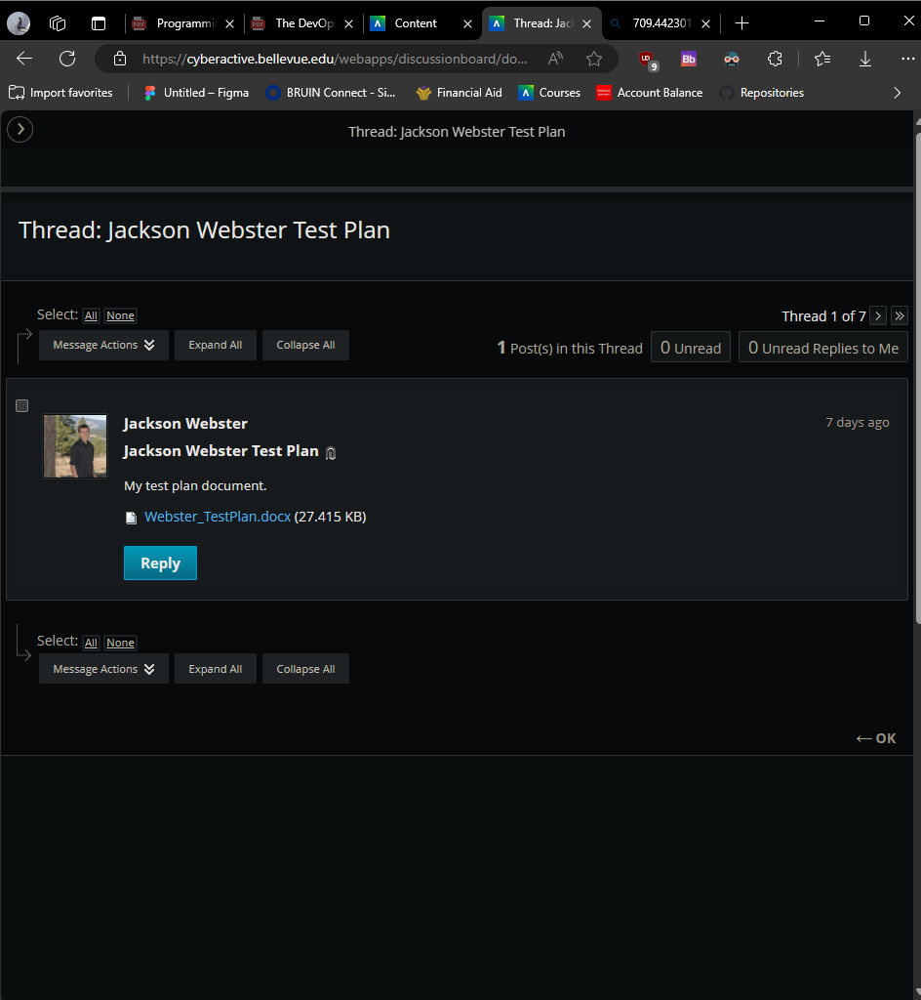 Programmi
The DevOp
Content
Thread: Jac
709.442301
https://cyberactive.bellevue.edu/webapps/discussionboard/do...
9
Bb
Import favorites
Untitled – Figma
BRUIN Connect - Si...
Financial Aid
Courses
Account Balance
Repositories
Thread: Jackson Webster Test Plan
Thread: Jackson Webster Test Plan
Select: All None
Thread 1 of 7
Message Actions
Expand All
Collapse All
1 Post(s) in this Thread
0 Unread
0 Unread Replies to Me
Jackson Webster
7 days ago
Jackson Webster Test Plan
My test plan document.
Webster_TestPlan.docx (27.415 KB)
Reply
Select: All None
Message Actions
Expand All
Collapse All
OK